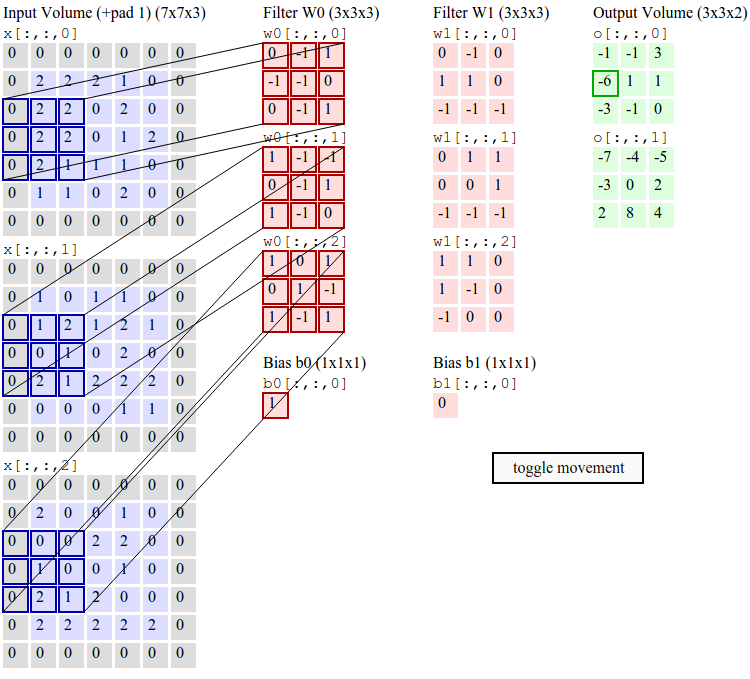 Input Volume (+pad 1) (7x7x3)
x[:,:,0]
0 0 0 0 0 0 0
0 2 2 2 1 0 0
0 2 2 0 2 0 0
0 2 2 0 1 2 0
0 2 1 1 1 0 0
0 1 1 0 2 0 0
0 0 0 0 0 0 0
x[:,:,1]
0 0 0 0 0 0 0
0 1 0 1 1 0 0
0 1 2 1 2 1 0
0 0 1 0 2 0 0
0 2 1 2 2 2 0
0 0 0 0 1 1 0
0 0 0 0 0 0 0
x[:,:,2]
0 0 0 0 0 0 0
0 2 0 0 1 0 0
0 0 0 2 2 0 0
0 1 0 0 1 0 0
0 2 1 2 0 0 0
0 2 2 2 2 2 0
0 0 0 0 0 0 0
Filter W0 (3x3x3)
w0[:,:,0]
0 -1 1
-1 -1 0
0 -1 1
w0[:,:,1]
1 -1 -1
0 -1 1
1 -1 0
w0[:,:,2]
1 0 1
0 1 -1
1 -1 1
Bias b0 (1x1x1)
b0[:,:,0]
1
Filter W1 (3x3x3)
w1[:,:,0]
0 -1 0
1 1 0
-1 -1 -1
w1[:,:,1]
0 1 1
0 0 1
-1 -1 -1
w1[:,:,2]
1 1 0
1 -1 0
-1 0 0
Bias b1 (1x1x1)
b1[:,:,0]
0
Output Volume (3x3x2)
o[:,:,0]
-1 -1 3
-6 1 1
-3 -1 0
o[:,:,1]
-7 -4 -5
-3 0 2
2 8 4
toggle movement